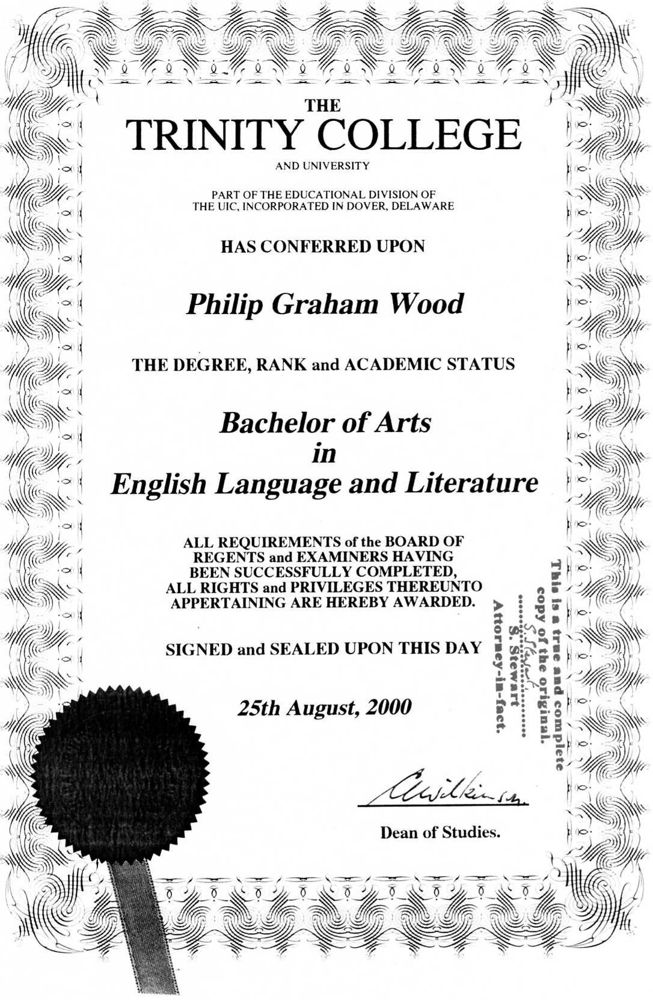 THE
TRINITY COLLEGE
AND UNIVERSITY
PART OF THE EDUCATIONAL DIVISION OF
THE UIC, INCORPORATED IN DOVER, DELAWARE
HAS CONFERRED UPON
Philip Graham Wood
THE DEGREE, RANK and ACADEMIC STATUS
Bachelor of Arts
in
English Language and Literature
ALL REQUIREMENTS of the BOARD OF
REGENTS and EXAMINERS HAVING
BEEN SUCCESSFULLY COMPLETED,
ALL RIGHTS and PRIVILEGES THEREUNTO
APPERTAINING ARE HEREBY AWARDED.
SIGNED and SEALED UPON THIS DAY
25th August, 2000
CWilkinson.
Dean of Studies.
This is a true and complete
copy of the original.
S. Stewart
S. Stewart
Attorney-in-fact.